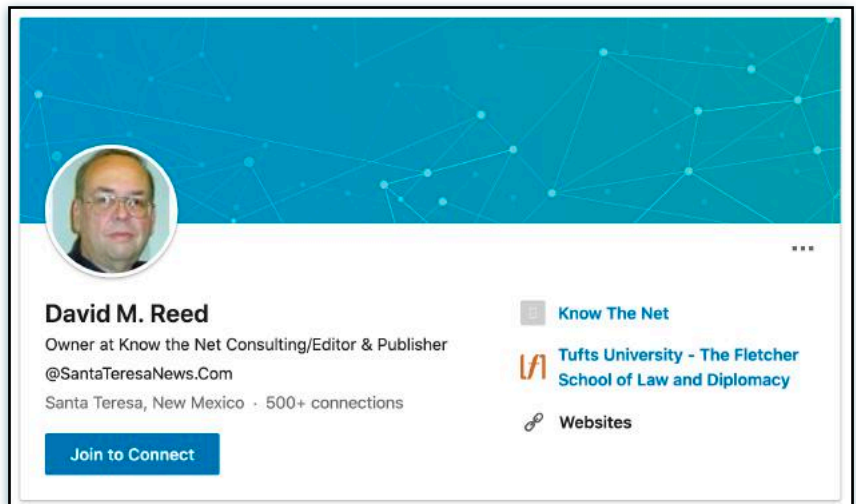 David M. Reed
Owner at Know the Net Consulting/Editor & Publisher
@SantaTeresaNews.Com
Santa Teresa, New Mexico · 500+ connections
Join to Connect
Know The Net
Tufts University - The Fletcher
School of Law and Diplomacy
Websites